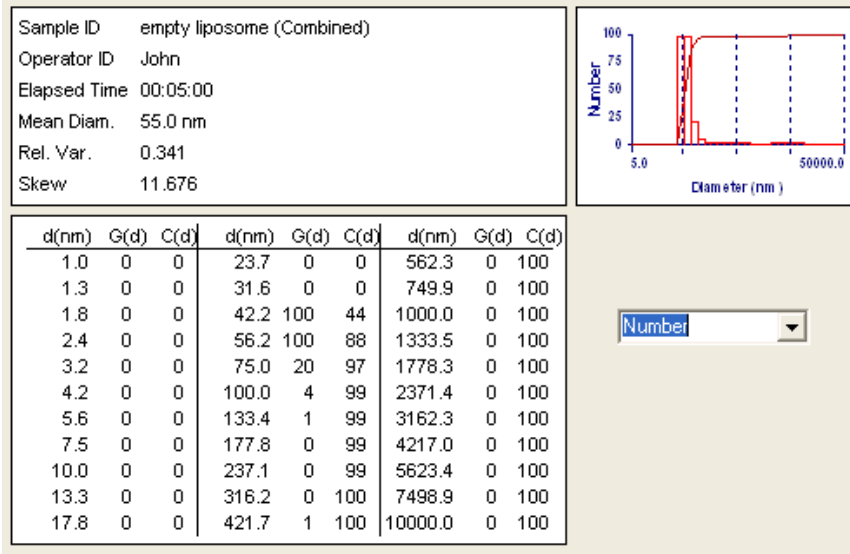 Sample ID empty liposome (Combined)
Operator ID John
Elapsed Time 00:05:00
Mean Diam. 55.0 nm
Rel. Var. 0.341
Skew 11.676
100
75
50
25
0
Number
5.0 50000.0
Diameter (nm )
d(nm) G(d) C(d) d(nm) G(d) C(d) d(nm) G(d) C(d)
1.0 0 0 23.7 0 0 562.3 0 100
1.3 0 0 31.6 0 0 749.9 0 100
1.8 0 0 42.2 100 44 1000.0 0 100
2.4 0 0 56.2 100 88 1333.5 0 100
3.2 0 0 75.0 20 97 1778.3 0 100
4.2 0 0 100.0 4 99 2371.4 0 100
5.6 0 0 133.4 1 99 3162.3 0 100
7.5 0 0 177.8 0 99 4217.0 0 100
10.0 0 0 237.1 0 99 5623.4 0 100
13.3 0 0 316.2 0 100 7498.9 0 100
17.8 0 0 421.7 1 100 10000.0 0 100
Number